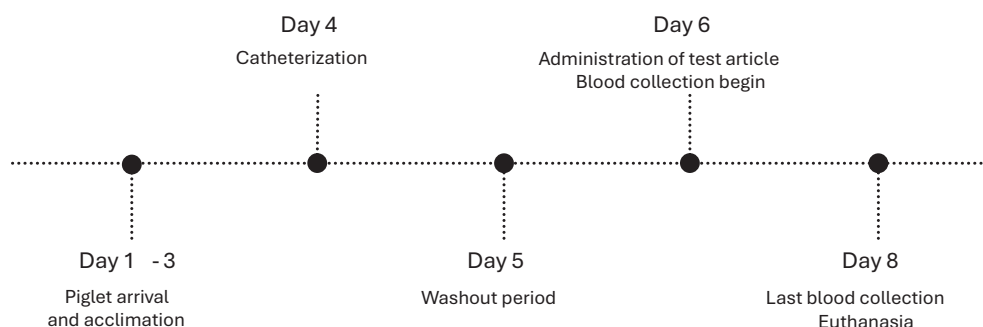 Day 4
Catheterization
Day 6
Administration of test article
Blood collection begin
Day 1 - 3
Piglet arrival
and acclimation
Day 5
Washout period
Day 8
Last blood collection
Euthanasia